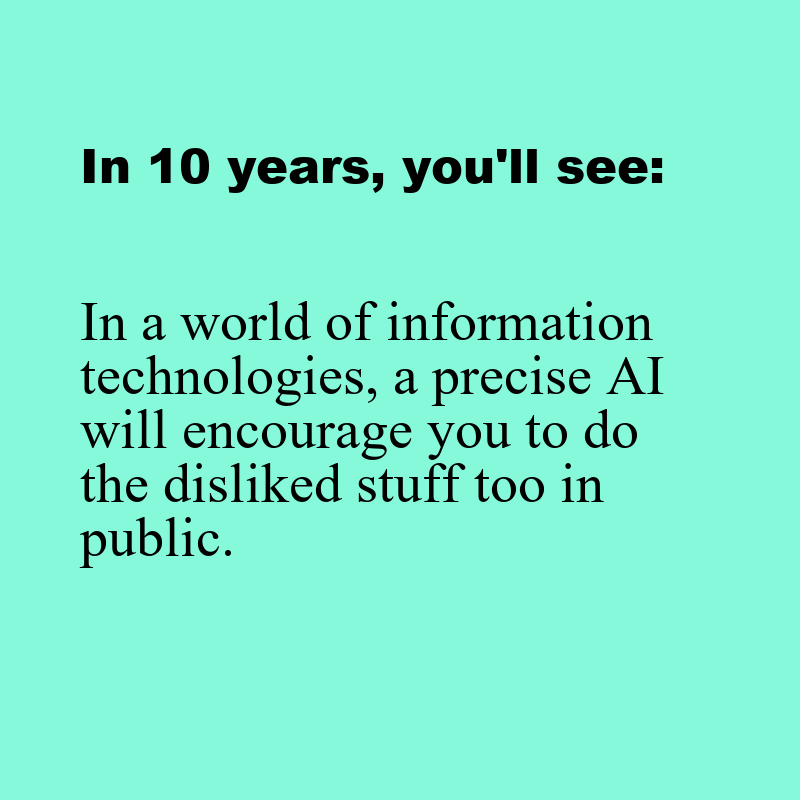 In 10 years, you'll see:
In a world of information
technologies, a precise AI
will encourage you to do
the disliked stuff too in
public.